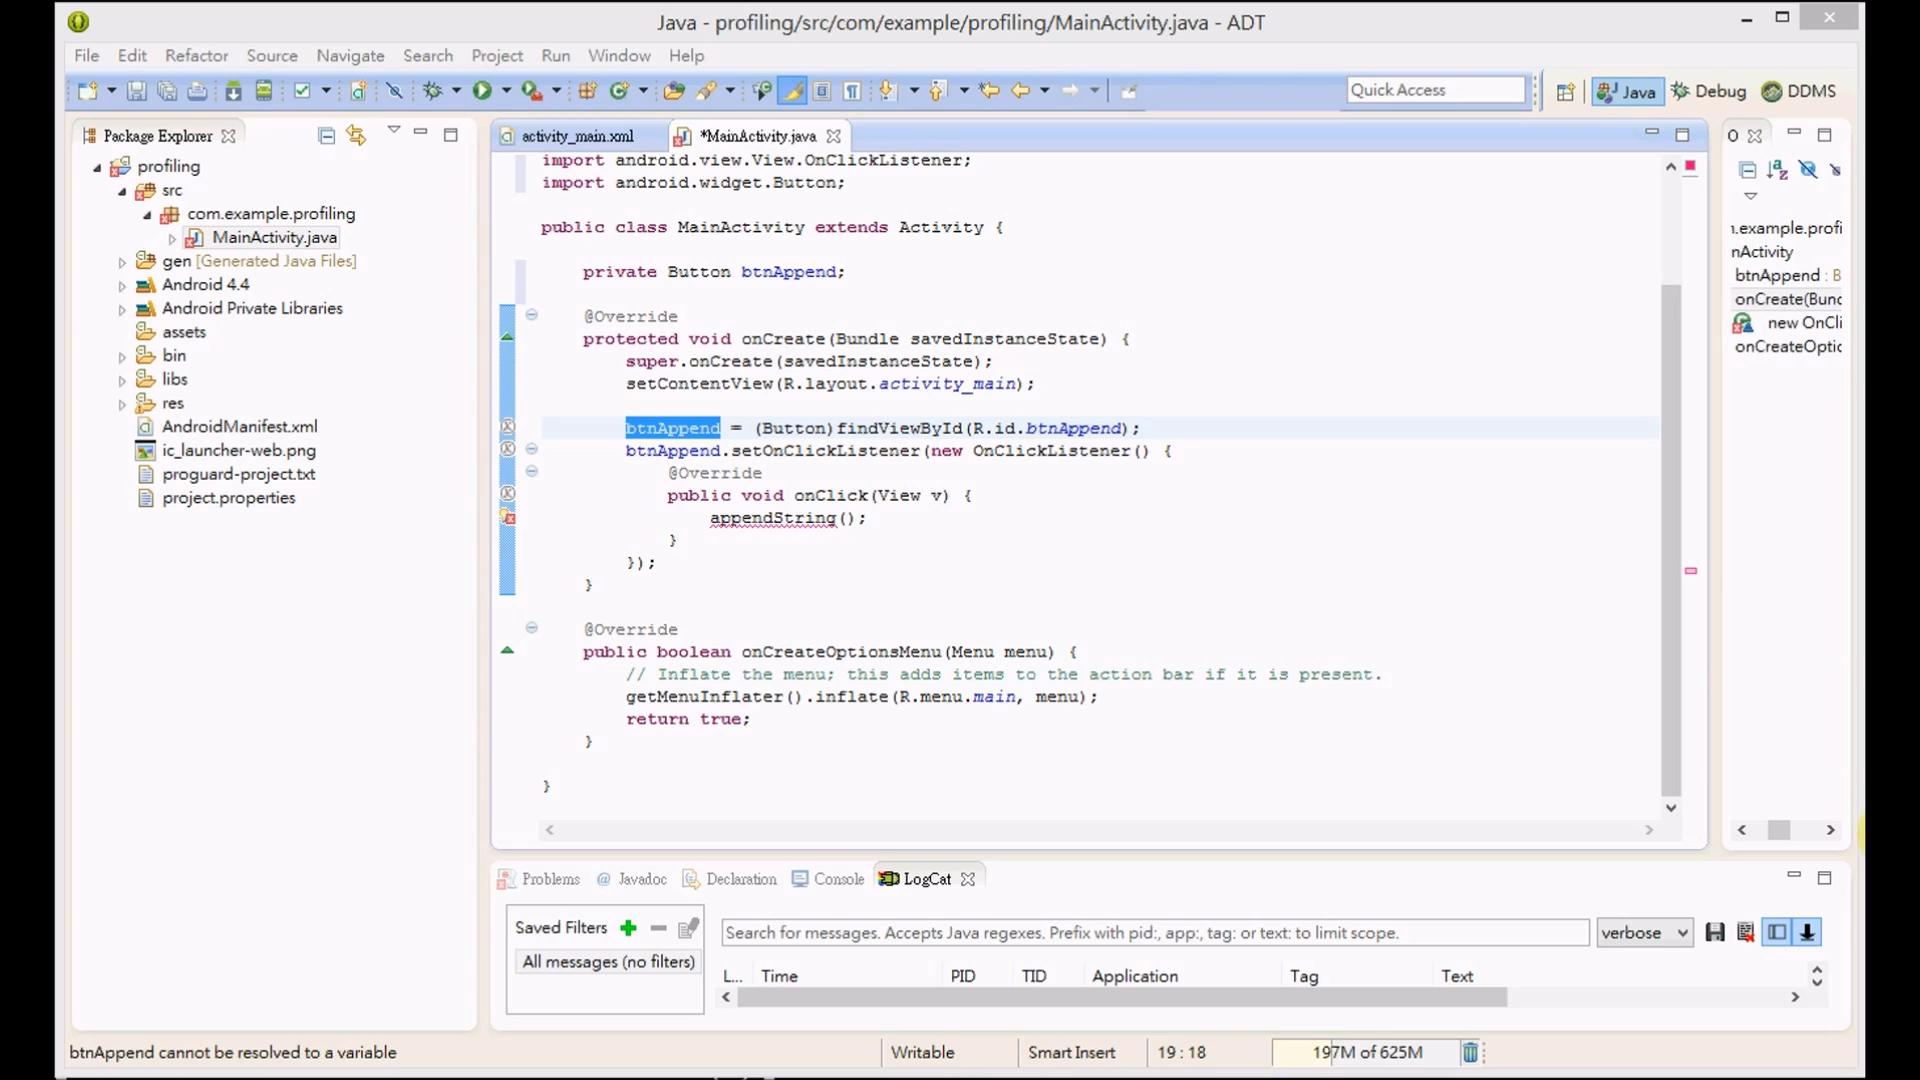 Java - profiling/src/com/example/profiling/MainActivity.java - ADT
File Edit Refactor Source Navigate Search Project Run Window Help
Quick Access
Java
Debug
DDMS
Package Explorer
profiling
src
com.example.profiling
MainActivity.java
gen [Generated Java Files]
Android 4.4
Android Private Libraries
assets
bin
libs
res
AndroidManifest.xml
ic_launcher-web.png
proguard-project.txt
project.properties
activity_main.xml
*MainActivity.java
import android.view.View.OnClickListener;
import android.widget.Button;
public class MainActivity extends Activity {
private Button btnAppend;
@Override
protected void onCreate(Bundle savedInstanceState) {
super.onCreate(savedInstanceState);
setContentView(R.layout.activity_main);
btnAppend = (Button)findViewById(R.id.btnAppend);
btnAppend.setOnClickListener(new OnClickListener() {
@Override
public void onClick(View v) {
appendString();
}
});
}
@Override
public boolean onCreateOptionsMenu(Menu menu) {
// Inflate the menu; this adds items to the action bar if it is present.
getMenuInflater().inflate(R.menu.main, menu);
return true;
}
}
O
.example.profi
nActivity
btnAppend : B
onCreate(Bund
new OnCli
onCreateOptic
Problems
@ Javadoc
Declaration
Console
LogCat
Saved Filters
All messages (no filters)
Search for messages. Accepts Java regexes. Prefix with pid:, app:, tag: or text: to limit scope.
verbose
L... Time PID TID Application Tag Text
btnAppend cannot be resolved to a variable
Writable
Smart Insert
19 : 18
197M of 625M